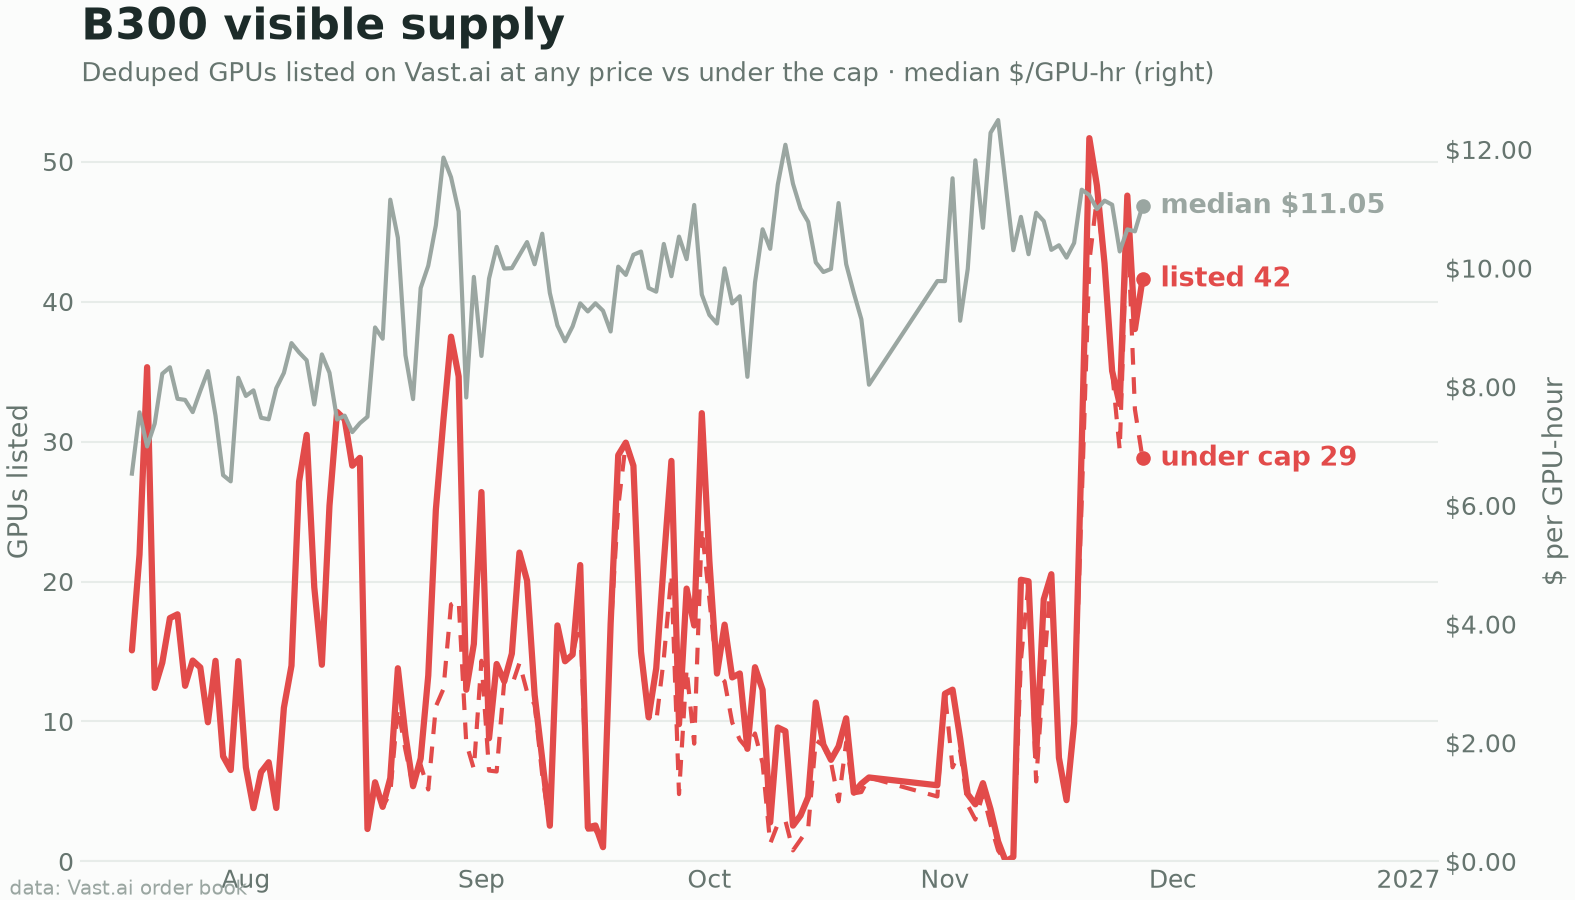 B300 visible supply
Deduped GPUs listed on Vast.ai at any price vs under the cap · median $/GPU-hr (right)
GPUs listed
50
40
30
20
10
0
$12.00
$10.00
$8.00
$6.00
$4.00
$2.00
$0.00
$ per GPU-hour
median $11.05
listed 42
under cap 29
Aug
Sep
Oct
Nov
Dec
2027
data: Vast.ai order book